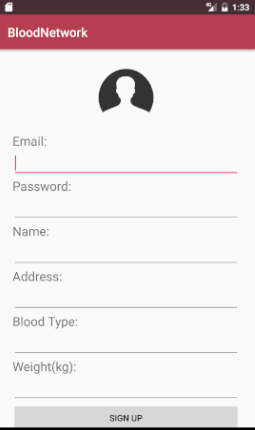 1:33
BloodNetwork
Email:
Password:
Name:
Address:
Blood Type:
Weight(kg):
SIGN UP